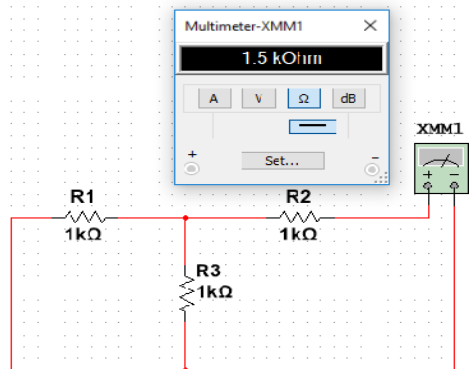 Multimeter-XMM1
1.5 kOhm
A V Ω dB
+ Set... −
XMM1
+ −
R1
1kΩ
R2
1kΩ
R3
1kΩ